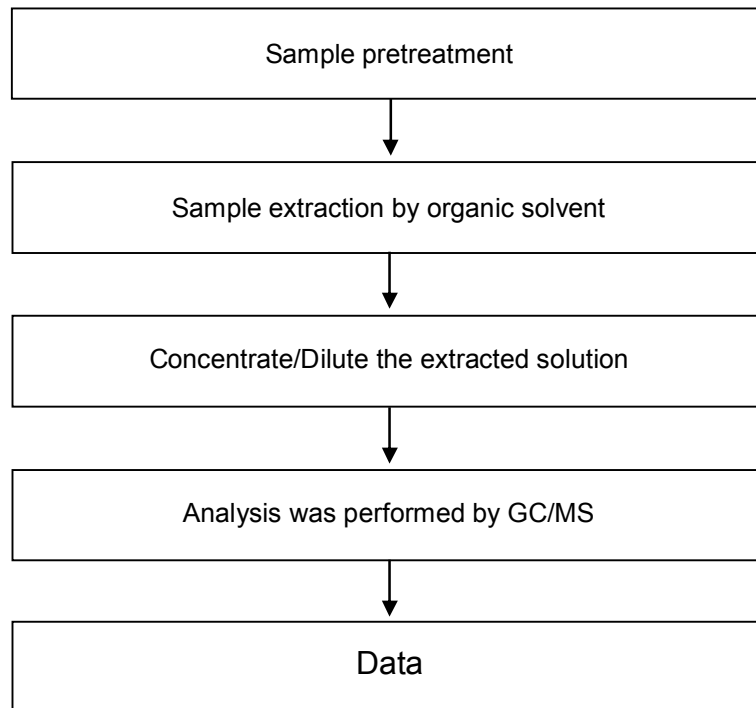 Sample pretreatment
Sample extraction by organic solvent
Concentrate/Dilute the extracted solution
Analysis was performed by GC/MS
Data